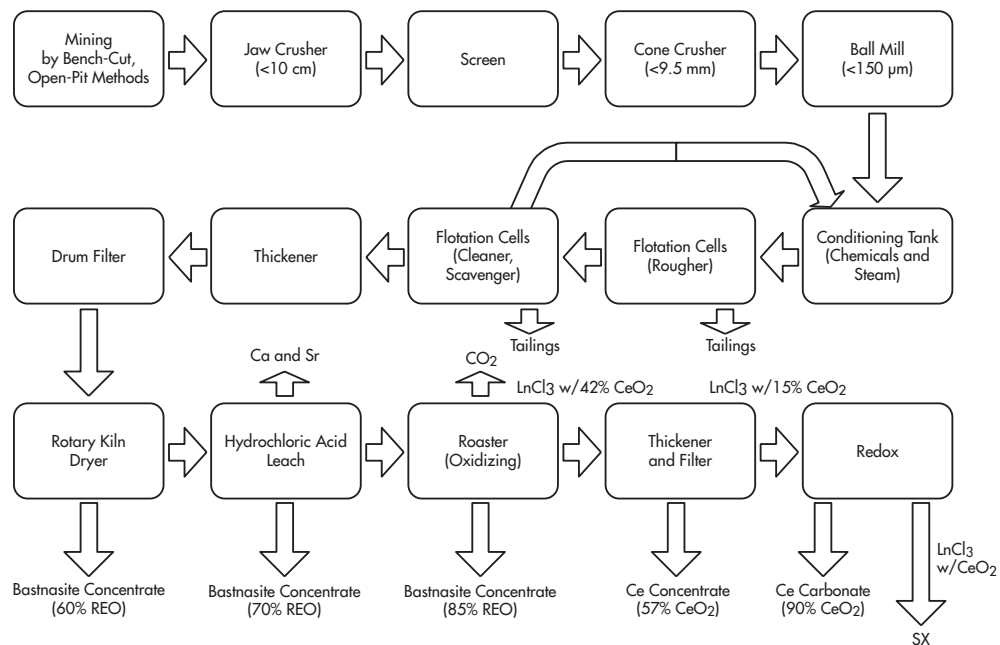 Mining
by Bench-Cut,
Open-Pit Methods
Jaw Crusher
(<10 cm)
Screen
Cone Crusher
(<9.5 mm)
Ball Mill
(<150 µm)
Drum Filter
Thickener
Flotation Cells
(Cleaner,
Scavenger)
Flotation Cells
(Rougher)
Conditioning Tank
(Chemicals and
Steam)
Tailings
Tailings
Ca and Sr
CO2
LnCl3 w/42% CeO2
LnCl3 w/15% CeO2
Rotary Kiln
Dryer
Hydrochloric Acid
Leach
Roaster
(Oxidizing)
Thickener
and Filter
Redox
LnCl3
w/CeO2
Bastnasite Concentrate
(60% REO)
Bastnasite Concentrate
(70% REO)
Bastnasite Concentrate
(85% REO)
Ce Concentrate
(57% CeO2)
Ce Carbonate
(90% CeO2)
SX